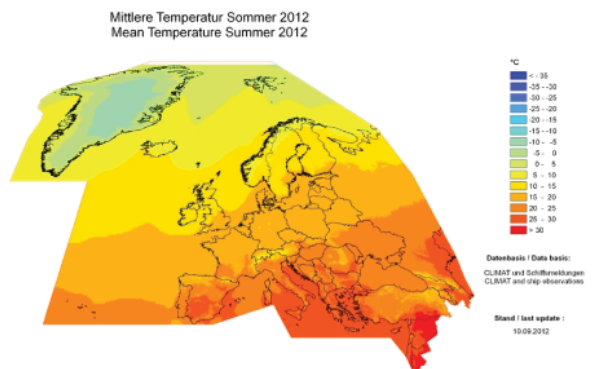 Mittlere Temperatur Sommer 2012
Mean Temperature Summer 2012
°C
< - 35
-35 - -30
-30 - -25
-25 - -20
-20 - -15
-15 - -10
-10 - -5
-5 - 0
0 - 5
5 - 10
10 - 15
15 - 20
20 - 25
25 - 30
> 30
Datenbasis / Data basis:
CLIMAT und Schiffsmeldungen
CLIMAT and ship observations
Stand / last update :
10.09.2012